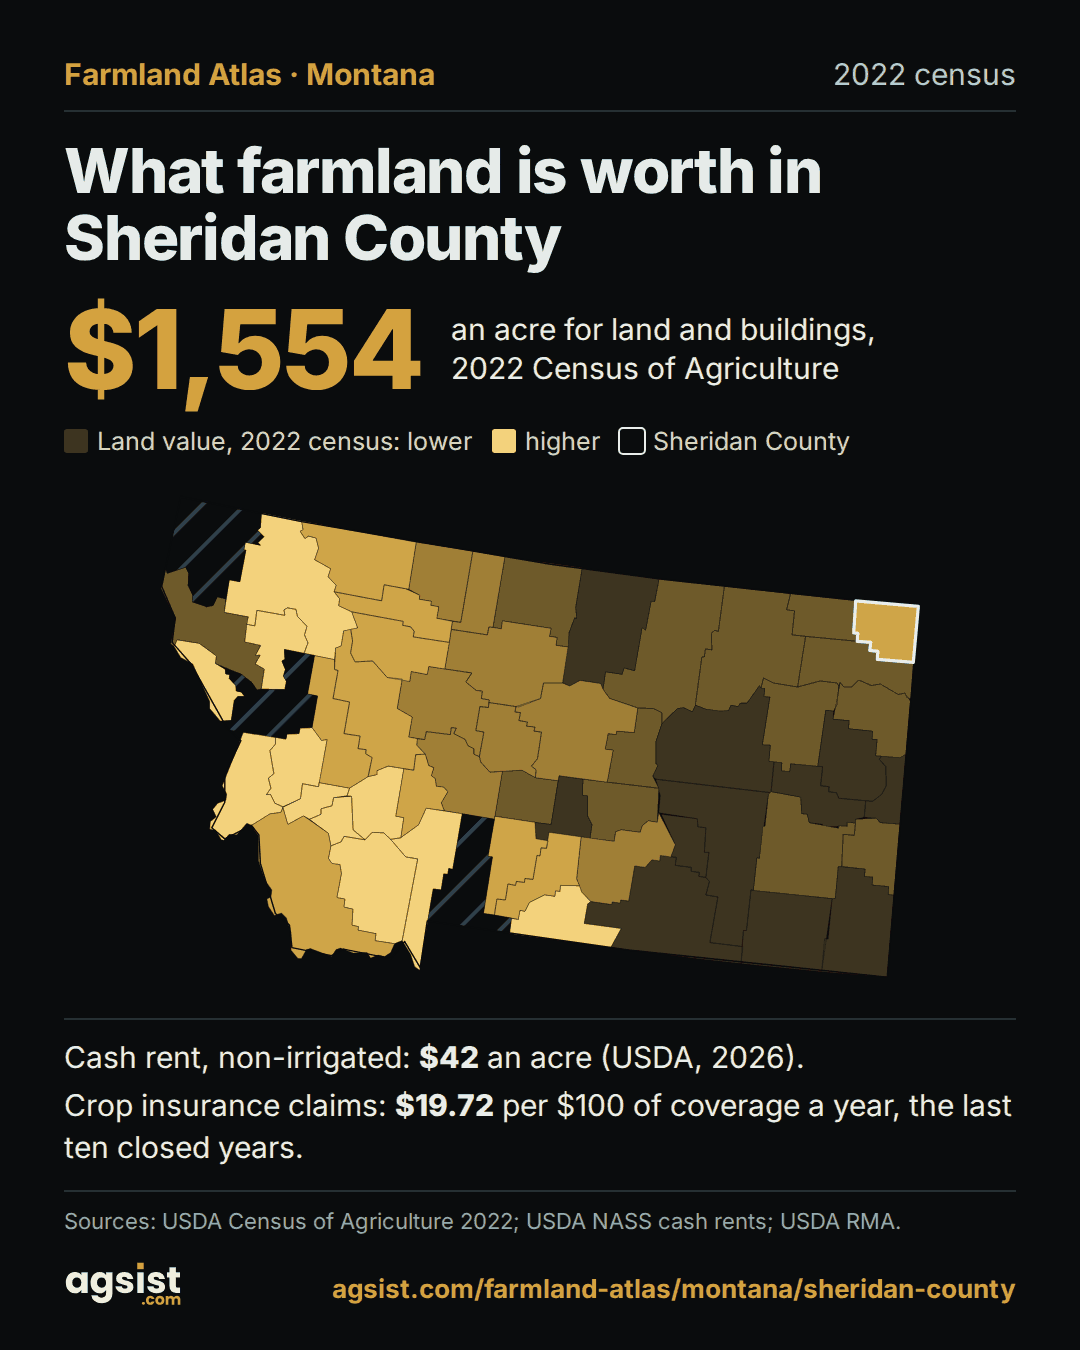 Farmland Atlas · Montana
2022 census
What farmland is worth in
Sheridan County
$1,554
an acre for land and buildings,
2022 Census of Agriculture
Land value, 2022 census: lower
higher
Sheridan County
Cash rent, non-irrigated: $42 an acre (USDA, 2026).
Crop insurance claims: $19.72 per $100 of coverage a year, the last
ten closed years.
Sources: USDA Census of Agriculture 2022; USDA NASS cash rents; USDA RMA.
agsist
.com
agsist.com/farmland-atlas/montana/sheridan-county